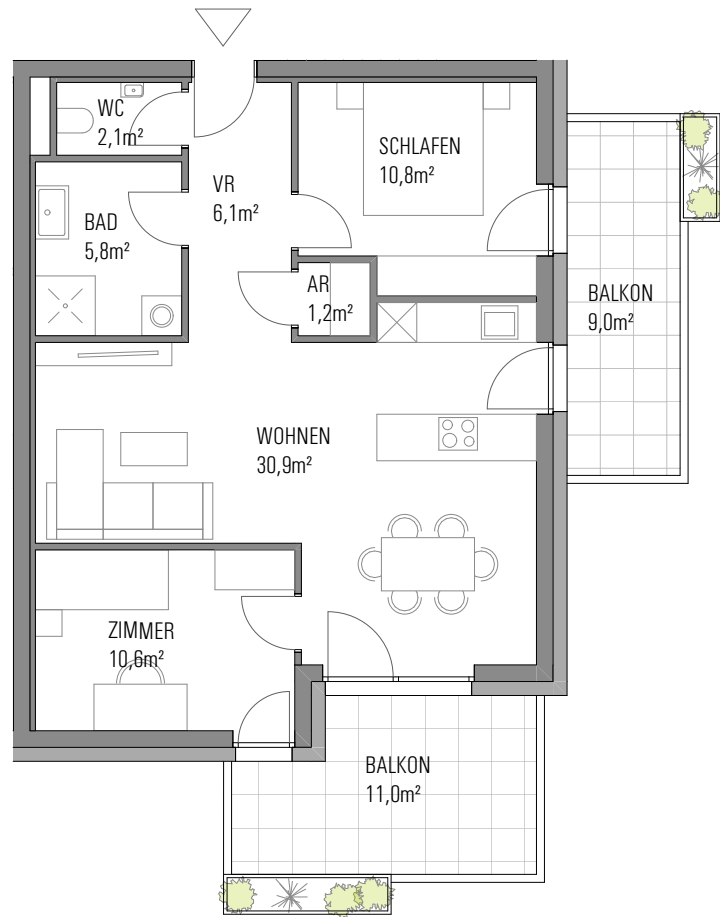 WC
2,1m²
SCHLAFEN
10,8m²
VR
6,1m²
BAD
5,8m²
AR
1,2m²
BALKON
9,0m²
WOHNEN
30,9m²
ZIMMER
10,6m²
BALKON
11,0m²